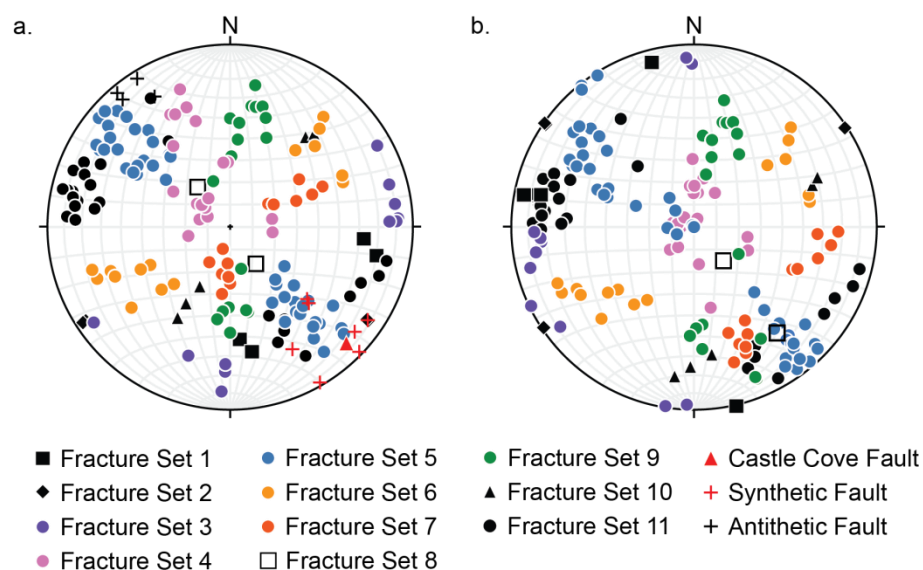 a.
N
b.
N
Fracture Set 1
Fracture Set 5
Fracture Set 9
Castle Cove Fault
Fracture Set 2
Fracture Set 6
Fracture Set 10
Synthetic Fault
Fracture Set 3
Fracture Set 7
Fracture Set 11
Antithetic Fault
Fracture Set 4
Fracture Set 8